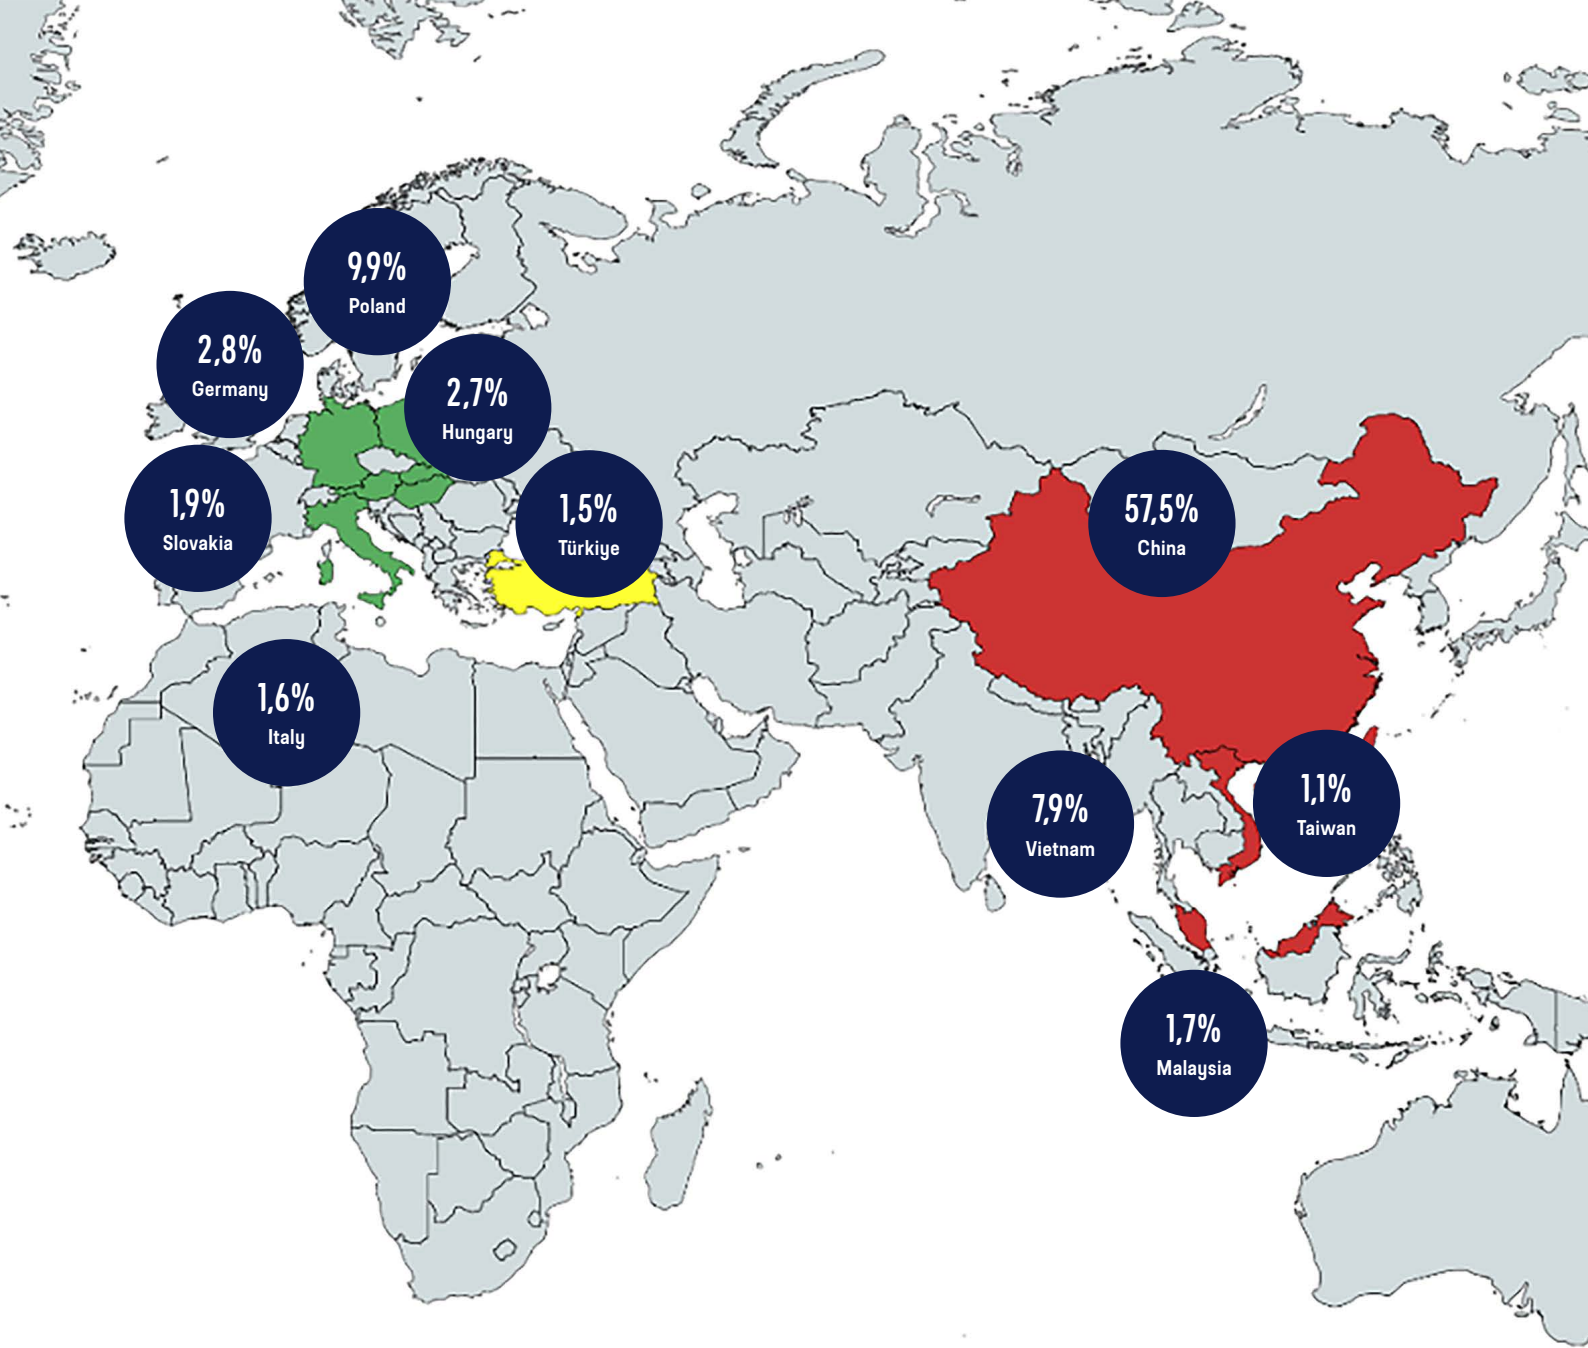 9,9%
Poland
2,8%
Germany
2,7%
Hungary
1,9%
Slovakia
1,5%
Türkiye
57,5%
China
1,6%
Italy
7,9%
Vietnam
1,1%
Taiwan
1,7%
Malaysia